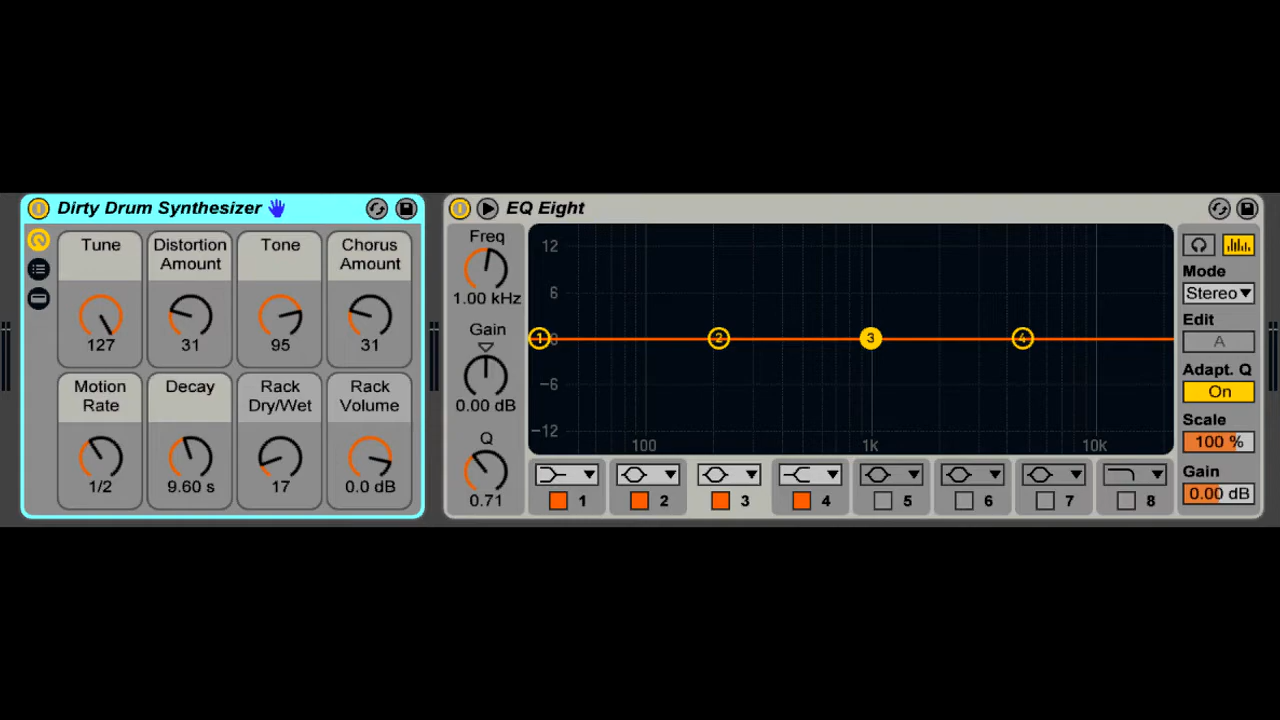 Dirty Drum Synthesizer
Tune
127
Distortion
Amount
31
Tone
95
Chorus
Amount
31
Motion
Rate
1/2
Decay
9.60 s
Rack
Dry/Wet
17
Rack
Volume
0.0 dB
EQ Eight
Freq
1.00 kHz
Gain
0.00 dB
Q
0.71
12
6
0
-6
-12
100
1k
10k
1
2
3
4
1
2
3
4
5
6
7
8
Mode
Stereo
Edit
A
Adapt. Q
On
Scale
100 %
Gain
0.00 dB